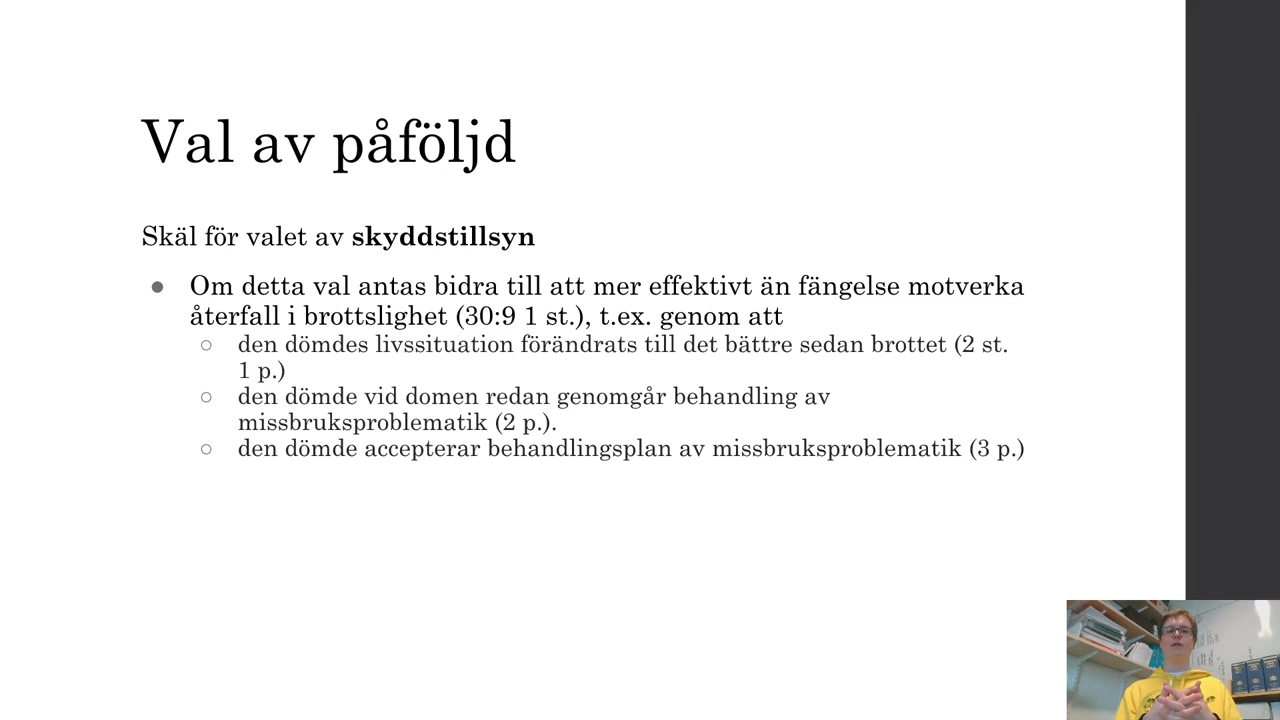 Val av påföljd
Skäl för valet av skyddstillsyn
● Om detta val antas bidra till att mer effektivt än fängelse motverka
återfall i brottslighet (30:9 1 st.), t.ex. genom att
○ den dömdes livssituation förändrats till det bättre sedan brottet (2 st.
1 p.)
○ den dömde vid domen redan genomgår behandling av
missbruksproblematik (2 p.).
○ den dömde accepterar behandlingsplan av missbruksproblematik (3 p.)